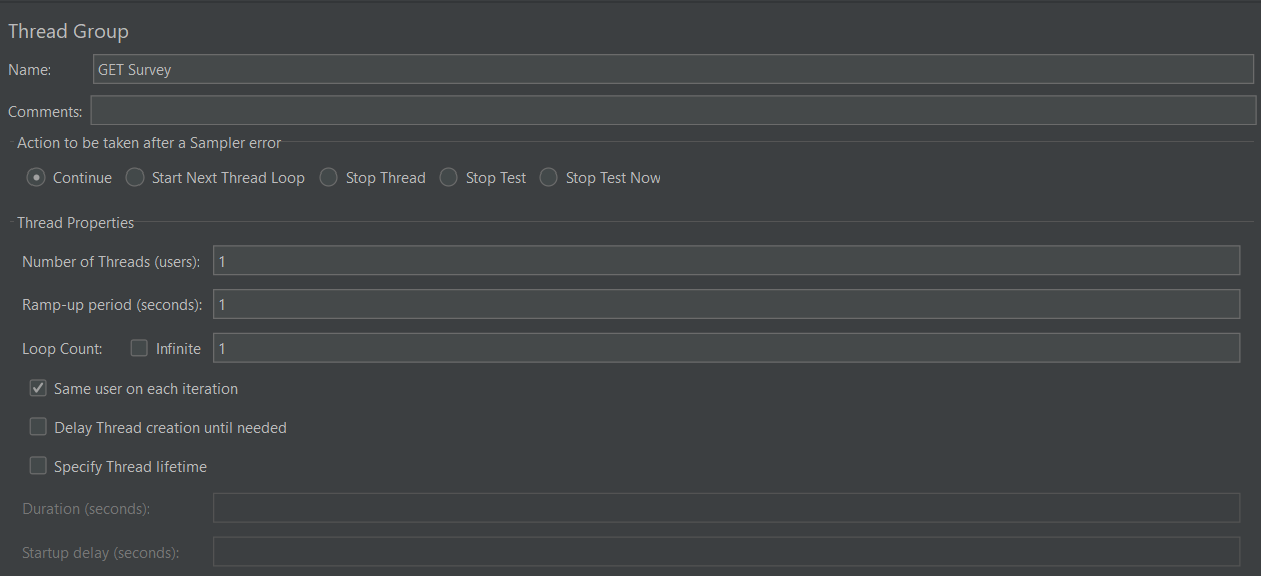 Thread Group
Name: GET Survey
Comments:
Action to be taken after a Sampler error
Continue Start Next Thread Loop Stop Thread Stop Test Stop Test Now
Thread Properties
Number of Threads (users): 1
Ramp-up period (seconds): 1
Loop Count: Infinite 1
Same user on each iteration
Delay Thread creation until needed
Specify Thread lifetime
Duration (seconds):
Startup delay (seconds):